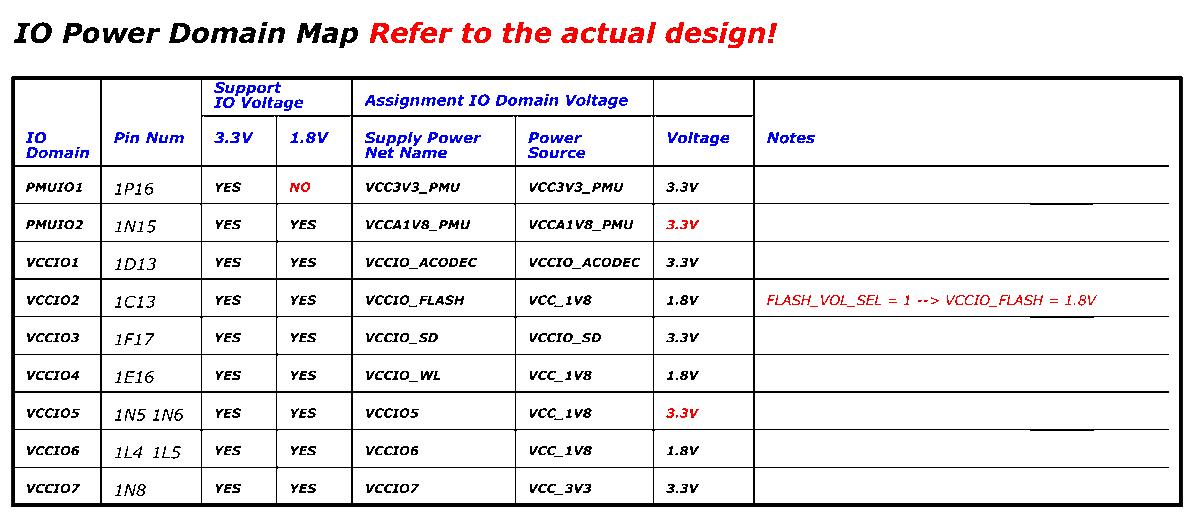 IO Power Domain Map Refer to the actual design!
Support IO Voltage Assignment IO Domain Voltage
IO Domain Pin Num 3.3V 1.8V Supply Power Net Name Power Source Voltage Notes
PMUIO1 1P16 YES NO VCC3V3_PMU VCC3V3_PMU 3.3V
PMUIO2 1N15 YES YES VCCA1V8_PMU VCCA1V8_PMU 3.3V
VCCIO1 1D13 YES YES VCCIO_ACODEC VCCIO_ACODEC 3.3V
VCCIO2 1C13 YES YES VCCIO_FLASH VCC_1V8 1.8V FLASH_VOL_SEL = 1 --> VCCIO_FLASH = 1.8V
VCCIO3 1F17 YES YES VCCIO_SD VCCIO_SD 3.3V
VCCIO4 1E16 YES YES VCCIO_WL VCC_1V8 1.8V
VCCIO5 1N5 1N6 YES YES VCCIO5 VCC_1V8 3.3V
VCCIO6 1L4 1L5 YES YES VCCIO6 VCC_1V8 1.8V
VCCIO7 1N8 YES YES VCCIO7 VCC_3V3 3.3V